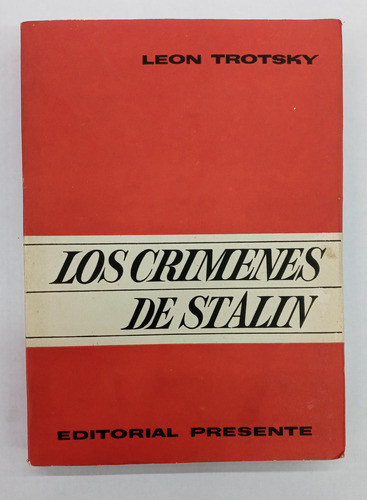 LEON TROTSKY
LOS CRIMENES
DE STALIN
EDITORIAL PRESENTE